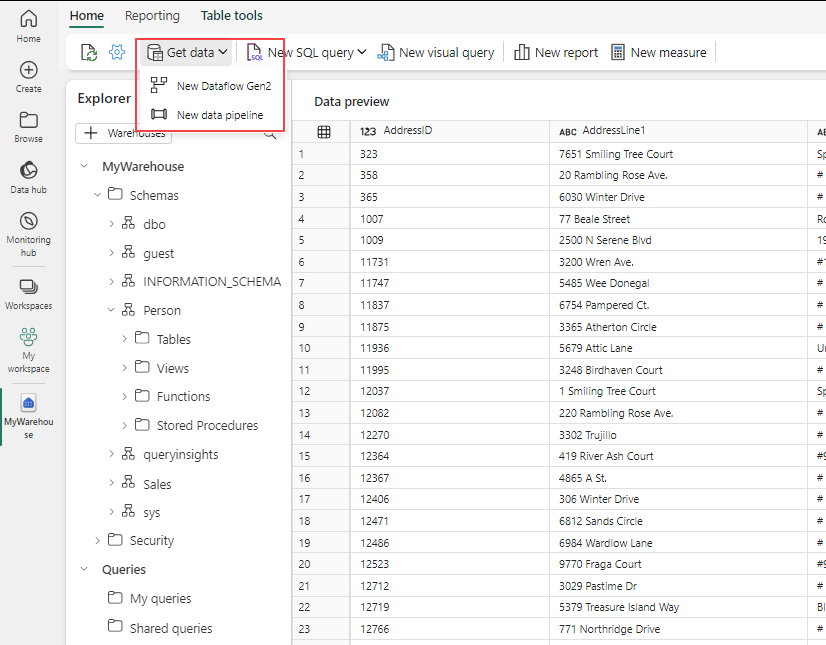 Home
Create
Browse
Data hub
Monitoring
hub
Workspaces
My
workspace
MyWarehou
se
Home Reporting Table tools
Get data New SQL query New visual query New report New measure
New Dataflow Gen2
New data pipeline
Explorer
+ Warehouses
MyWarehouse
Schemas
dbo
guest
INFORMATION_SCHEMA
Person
Tables
Views
Functions
Stored Procedures
queryinsights
Sales
sys
Security
Queries
My queries
Shared queries
Data preview
123 AddressID ABC AddressLine1 AB
1 323 7651 Smiling Tree Court Sp
2 358 20 Rambling Rose Ave. #
3 365 6030 Winter Drive #
4 1007 77 Beale Street Ro
5 1009 2500 N Serene Blvd 19
6 11731 3200 Wren Ave. #1
7 11747 5485 Wee Donegal #
8 11837 6754 Pampered Ct. #
9 11875 3365 Atherton Circle #
10 11936 5679 Attic Lane Un
11 11995 3248 Birdhaven Court #
12 12037 1 Smiling Tree Court Sp
13 12082 220 Rambling Rose Ave. #
14 12270 3302 Trujillo #
15 12364 419 River Ash Court #9
16 12367 4865 A St. #
17 12406 306 Winter Drive #
18 12471 6812 Sands Circle #
19 12486 6984 Wardlow Lane #
20 12523 9770 Fraga Court #9
21 12712 3029 Pastime Dr #
22 12719 5379 Treasure Island Way Bl
23 12766 771 Northridge Drive #